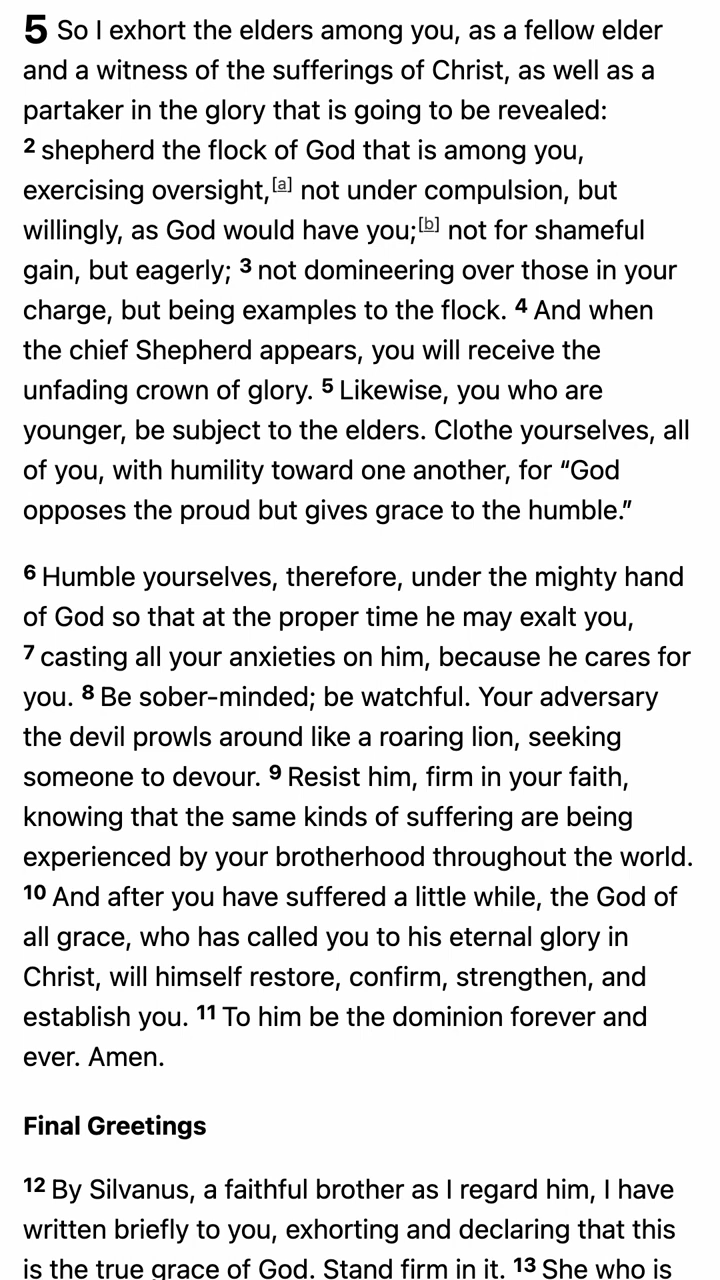 5 So I exhort the elders among you, as a fellow elder
and a witness of the sufferings of Christ, as well as a
partaker in the glory that is going to be revealed:
2 shepherd the flock of God that is among you,
exercising oversight,[a] not under compulsion, but
willingly, as God would have you;[b] not for shameful
gain, but eagerly; 3 not domineering over those in your
charge, but being examples to the flock. 4 And when
the chief Shepherd appears, you will receive the
unfading crown of glory. 5 Likewise, you who are
younger, be subject to the elders. Clothe yourselves, all
of you, with humility toward one another, for “God
opposes the proud but gives grace to the humble.”
6 Humble yourselves, therefore, under the mighty hand
of God so that at the proper time he may exalt you,
7 casting all your anxieties on him, because he cares for
you. 8 Be sober-minded; be watchful. Your adversary
the devil prowls around like a roaring lion, seeking
someone to devour. 9 Resist him, firm in your faith,
knowing that the same kinds of suffering are being
experienced by your brotherhood throughout the world.
10 And after you have suffered a little while, the God of
all grace, who has called you to his eternal glory in
Christ, will himself restore, confirm, strengthen, and
establish you. 11 To him be the dominion forever and
ever. Amen.
Final Greetings
12 By Silvanus, a faithful brother as I regard him, I have
written briefly to you, exhorting and declaring that this
is the true grace of God. Stand firm in it. 13 She who is